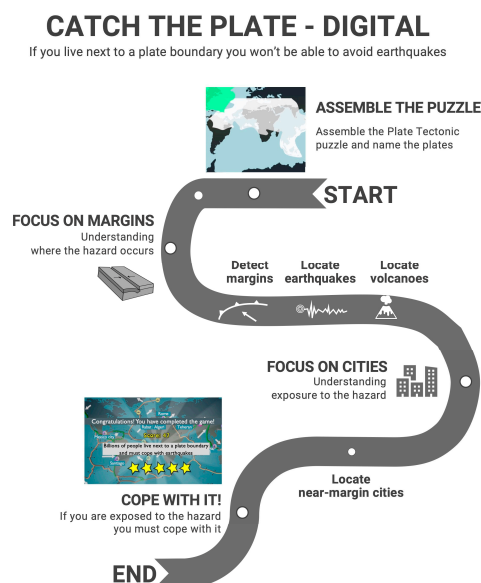 CATCH THE PLATE - DIGITAL
If you live next to a plate boundary you won't be able to avoid earthquakes
ASSEMBLE THE PUZZLE
Assemble the Plate Tectonic
puzzle and name the plates
START
FOCUS ON MARGINS
Understanding
where the hazard occurs
Detect
margins
Locate
earthquakes
Locate
volcanoes
FOCUS ON CITIES
Understanding
exposure to the hazard
Congratulations! You have completed the game!
Billions of people live next to a plate boundary
and must cope with earthquakes
Locate
near-margin cities
COPE WITH IT!
If you are exposed to the hazard
you must cope with it
END